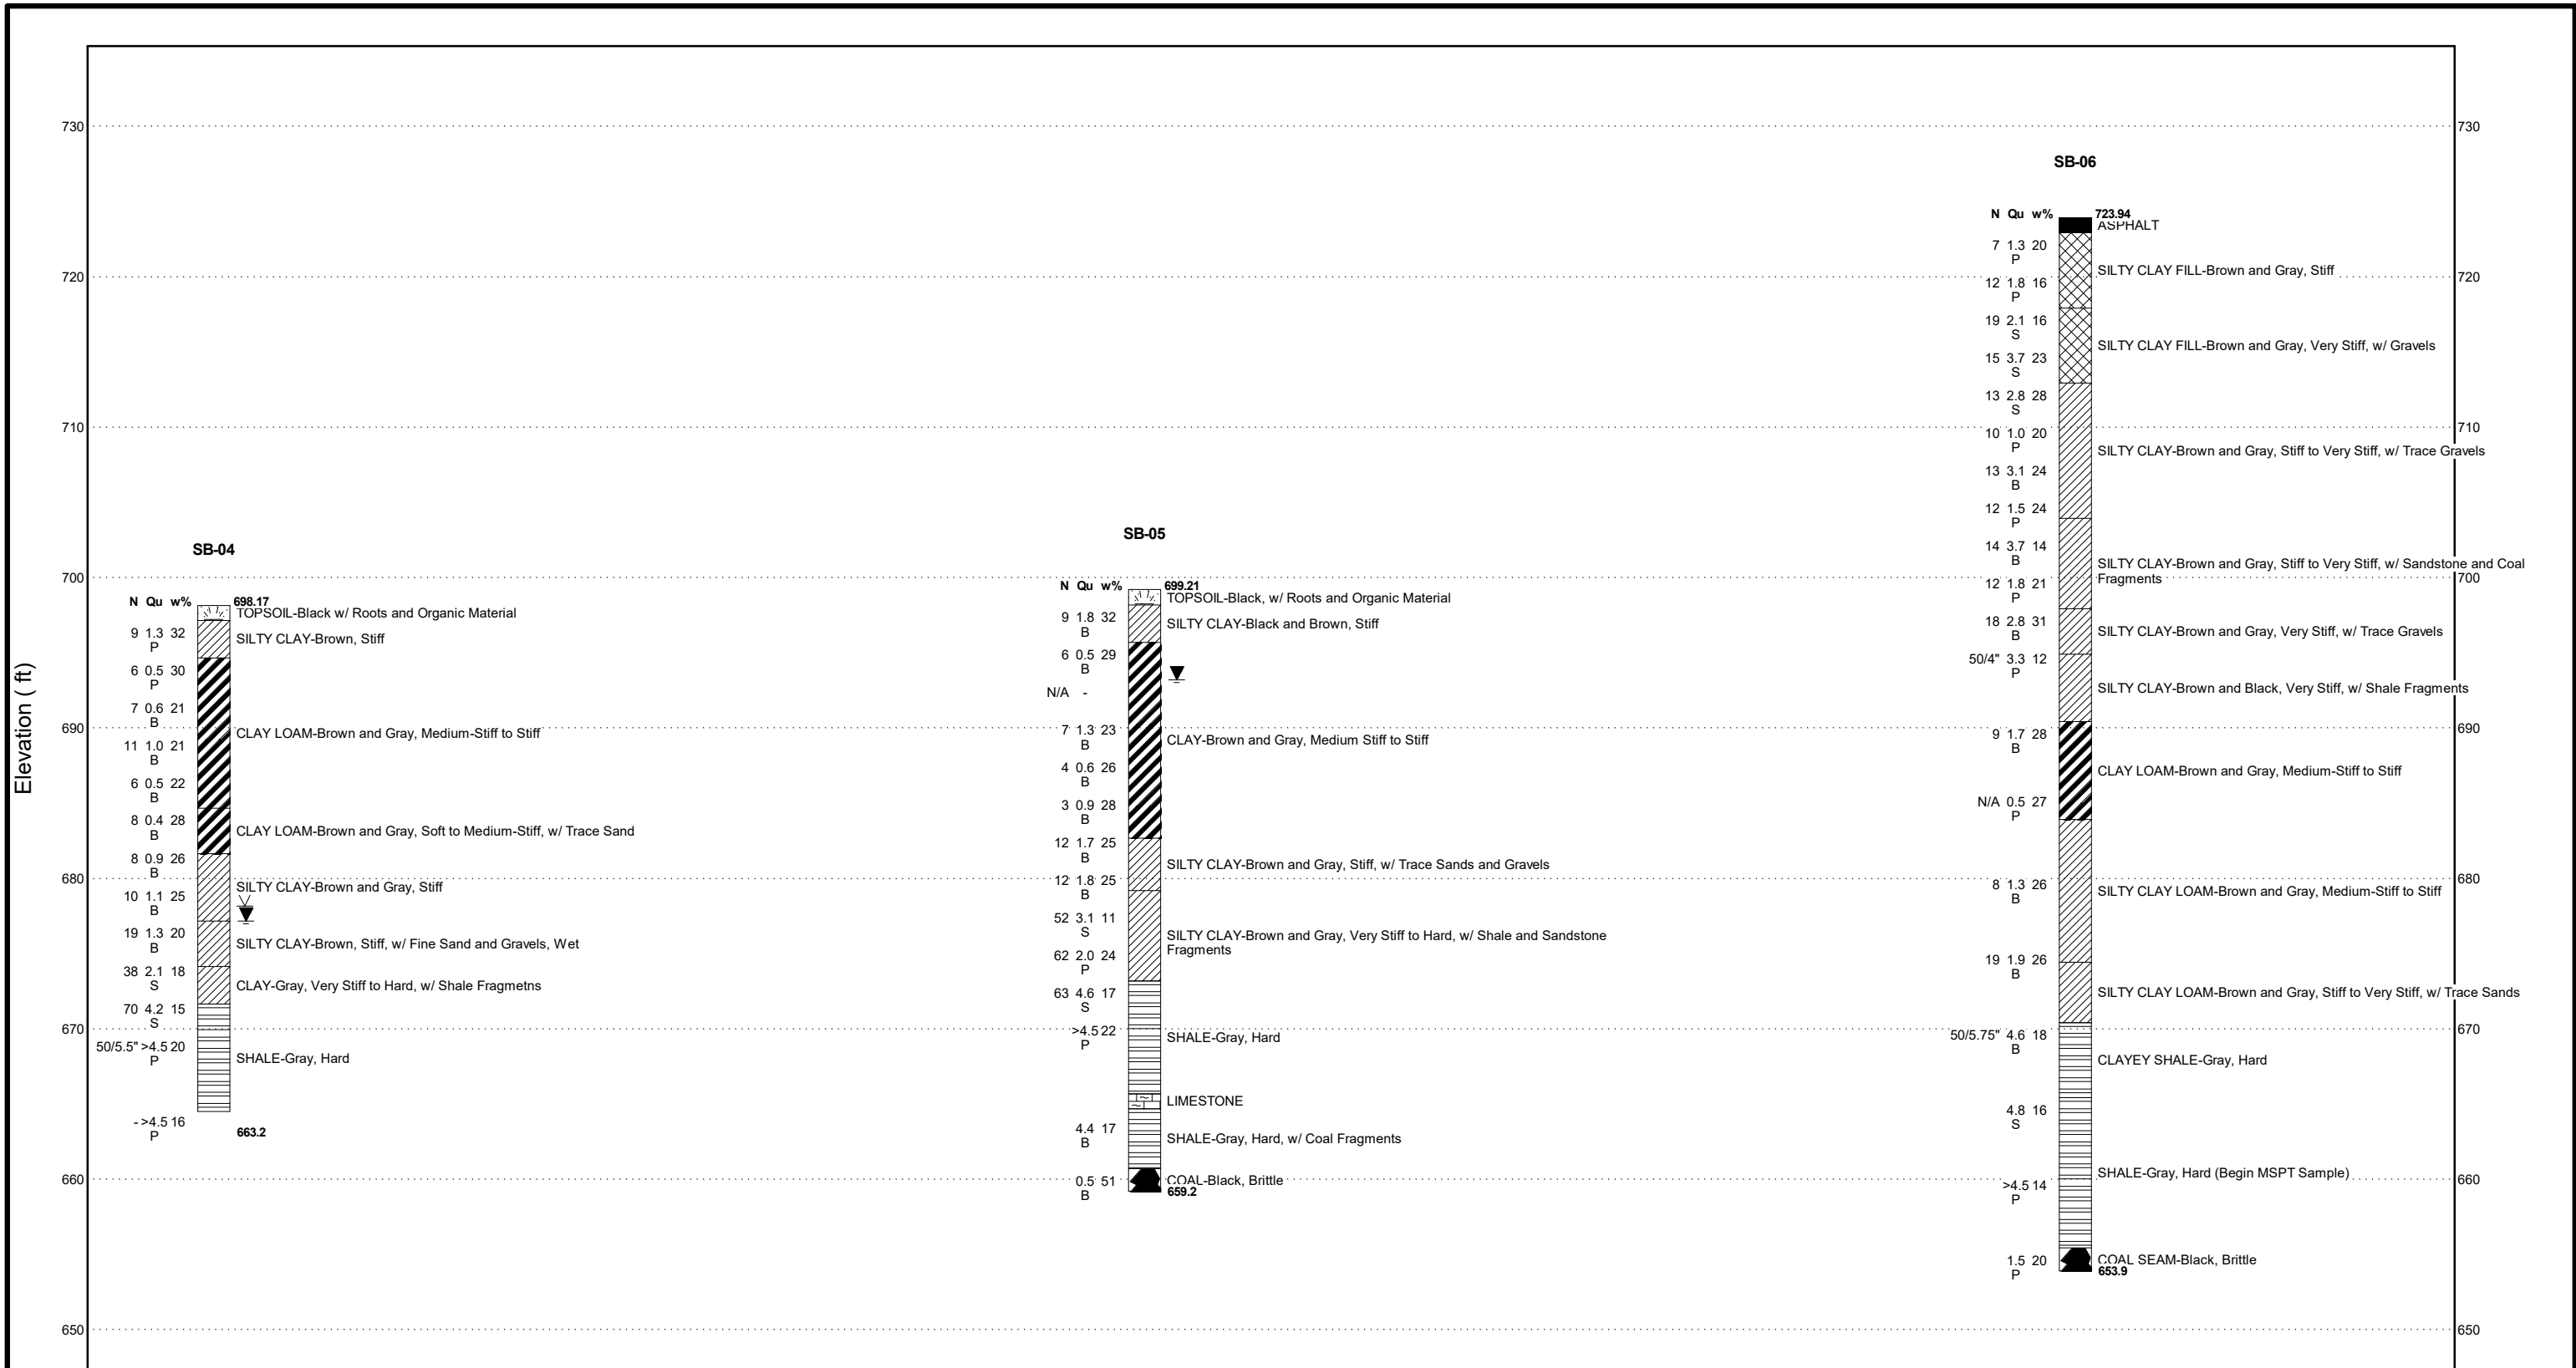 730
730
SB-06
N Qu w%
723.94
ASPHALT
7 1.3 20
P
SILTY CLAY FILL-Brown and Gray, Stiff
720
720
12 1.8 16
P
19 2.1 16
S
SILTY CLAY FILL-Brown and Gray, Very Stiff, w/ Gravels
15 3.7 23
S
13 2.8 28
S
710
710
10 1.0 20
P
SILTY CLAY-Brown and Gray, Stiff to Very Stiff, w/ Trace Gravels
13 3.1 24
B
12 1.5 24
P
14 3.7 14
B
SILTY CLAY-Brown and Gray, Stiff to Very Stiff, w/ Sandstone and Coal
Fragments
700
700
12 1.8 21
P
18 2.8 31
B
SILTY CLAY-Brown and Gray, Very Stiff, w/ Trace Gravels
50/4" 3.3 12
P
SILTY CLAY-Brown and Black, Very Stiff, w/ Shale Fragments
690
690
9 1.7 28
B
CLAY LOAM-Brown and Gray, Medium-Stiff to Stiff
N/A 0.5 27
P
680
680
8 1.3 26
B
SILTY CLAY LOAM-Brown and Gray, Medium-Stiff to Stiff
19 1.9 26
B
SILTY CLAY LOAM-Brown and Gray, Stiff to Very Stiff, w/ Trace Sands
670
670
50/5.75" 4.6 18
B
CLAYEY SHALE-Gray, Hard
4.8 16
S
SHALE-Gray, Hard (Begin MSPT Sample)
660
660
>4.5 14
P
1.5 20
P
COAL SEAM-Black, Brittle
653.9
650
650
SB-05
N Qu w%
699.21
TOPSOIL-Black, w/ Roots and Organic Material
9 1.8 32
B
SILTY CLAY-Black and Brown, Stiff
6 0.5 29
B
N/A -
7 1.3 23
B
CLAY-Brown and Gray, Medium Stiff to Stiff
4 0.6 26
B
3 0.9 28
B
12 1.7 25
B
SILTY CLAY-Brown and Gray, Stiff, w/ Trace Sands and Gravels
12 1.8 25
B
52 3.1 11
S
SILTY CLAY-Brown and Gray, Very Stiff to Hard, w/ Shale and Sandstone
Fragments
62 2.0 24
P
63 4.6 17
S
>4.5 22
P
SHALE-Gray, Hard
LIMESTONE
4.4 17
B
SHALE-Gray, Hard, w/ Coal Fragments
0.5 51
B
COAL-Black, Brittle
659.2
SB-04
N Qu w%
698.17
TOPSOIL-Black w/ Roots and Organic Material
9 1.3 32
P
SILTY CLAY-Brown, Stiff
6 0.5 30
P
7 0.6 21
B
CLAY LOAM-Brown and Gray, Medium-Stiff to Stiff
11 1.0 21
B
6 0.5 22
B
8 0.4 28
B
CLAY LOAM-Brown and Gray, Soft to Medium-Stiff, w/ Trace Sand
8 0.9 26
B
SILTY CLAY-Brown and Gray, Stiff
10 1.1 25
B
19 1.3 20
B
SILTY CLAY-Brown, Stiff, w/ Fine Sand and Gravels, Wet
38 2.1 18
S
CLAY-Gray, Very Stiff to Hard, w/ Shale Fragmetns
70 4.2 15
S
50/5.5" >4.5 20
P
SHALE-Gray, Hard
- >4.5 16
P
663.2
Elevation ( ft)